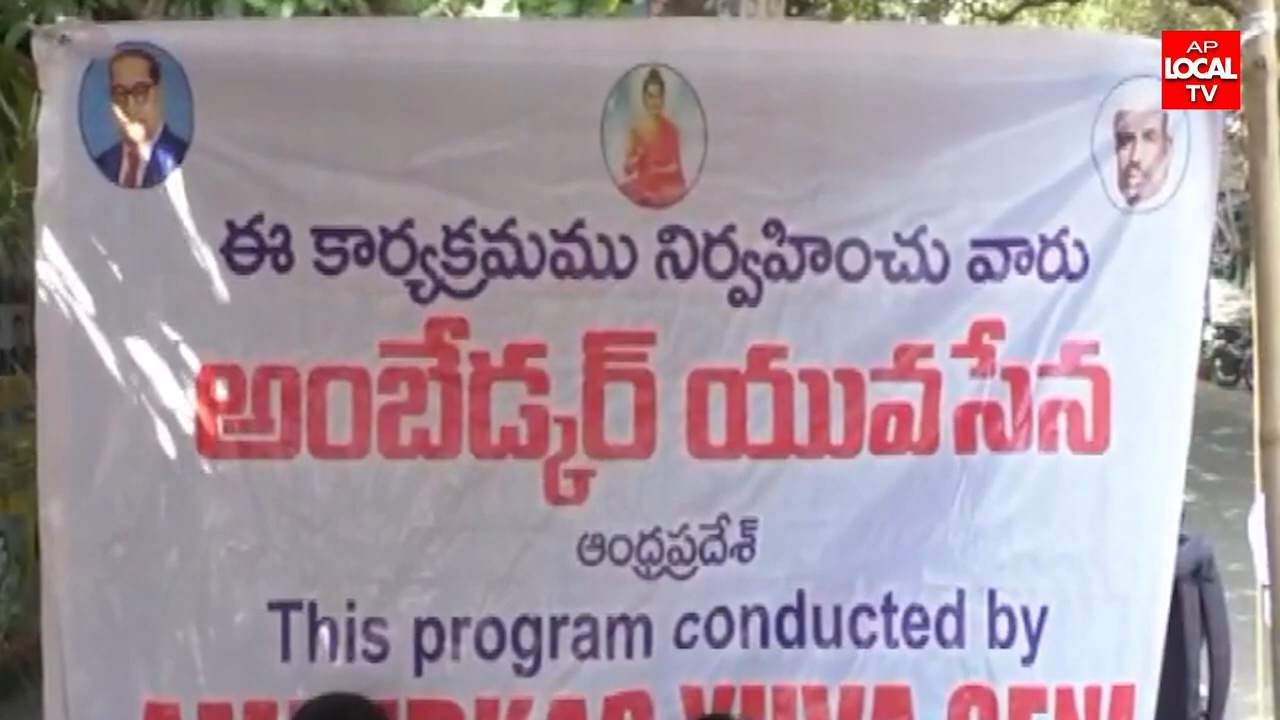 AP
LOCAL
TV
ఈ కార్యక్రమము నిర్వహించు వారు
అంబేడ్కర్ యువసేన
ఆంధ్రప్రదేశ్
This program conducted by